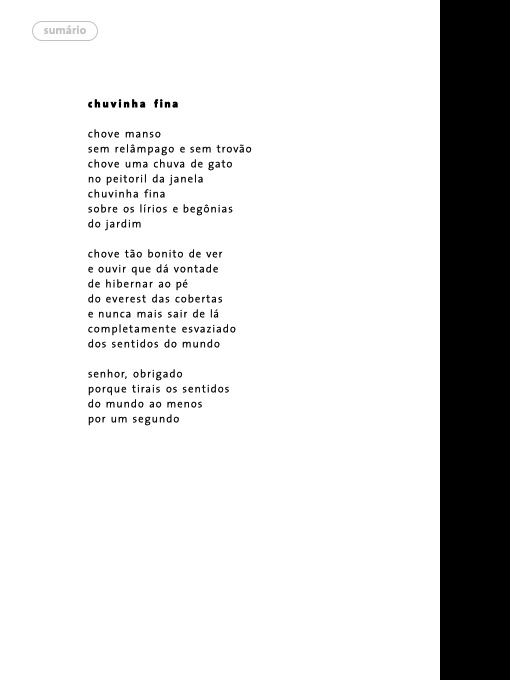 sumário
chuvinha fina
chove manso
sem relâmpago e sem trovão
chove uma chuva de gato
no peitoril da janela
chuvinha fina
sobre os lírios e begônias
do jardim
chove tão bonito de ver
e ouvir que dá vontade
de hibernar ao pé
do everest das cobertas
e nunca mais sair de lá
completamente esvaziado
dos sentidos do mundo
senhor, obrigado
porque tirais os sentidos
do mundo ao menos
por um segundo